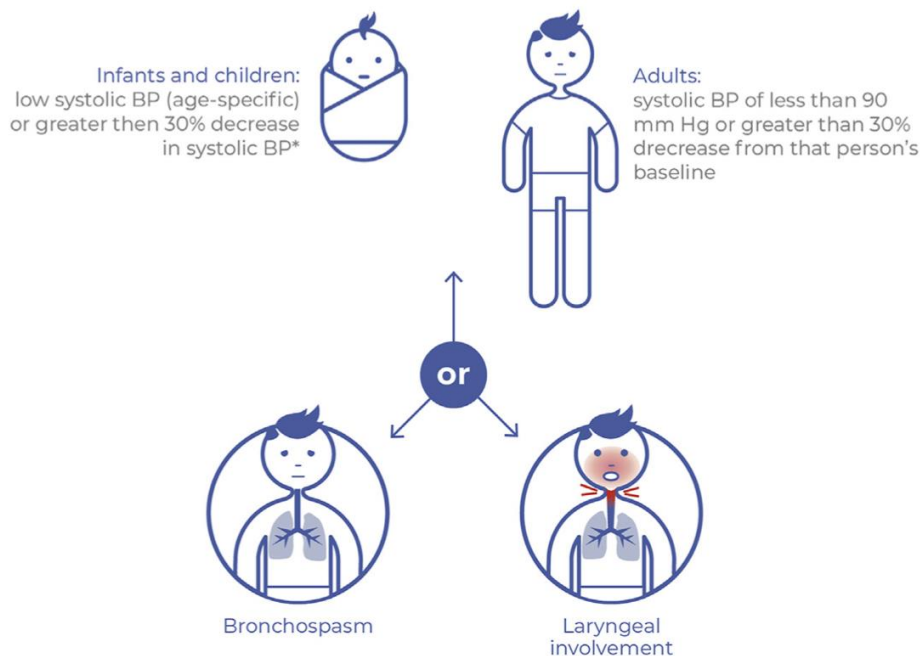 Infants and children:
low systolic BP (age-specific)
or greater then 30% decrease
in systolic BP*
Adults:
systolic BP of less than 90
mm Hg or greater than 30%
drecrease from that person's
baseline
or
Bronchospasm
Laryngeal
involvement